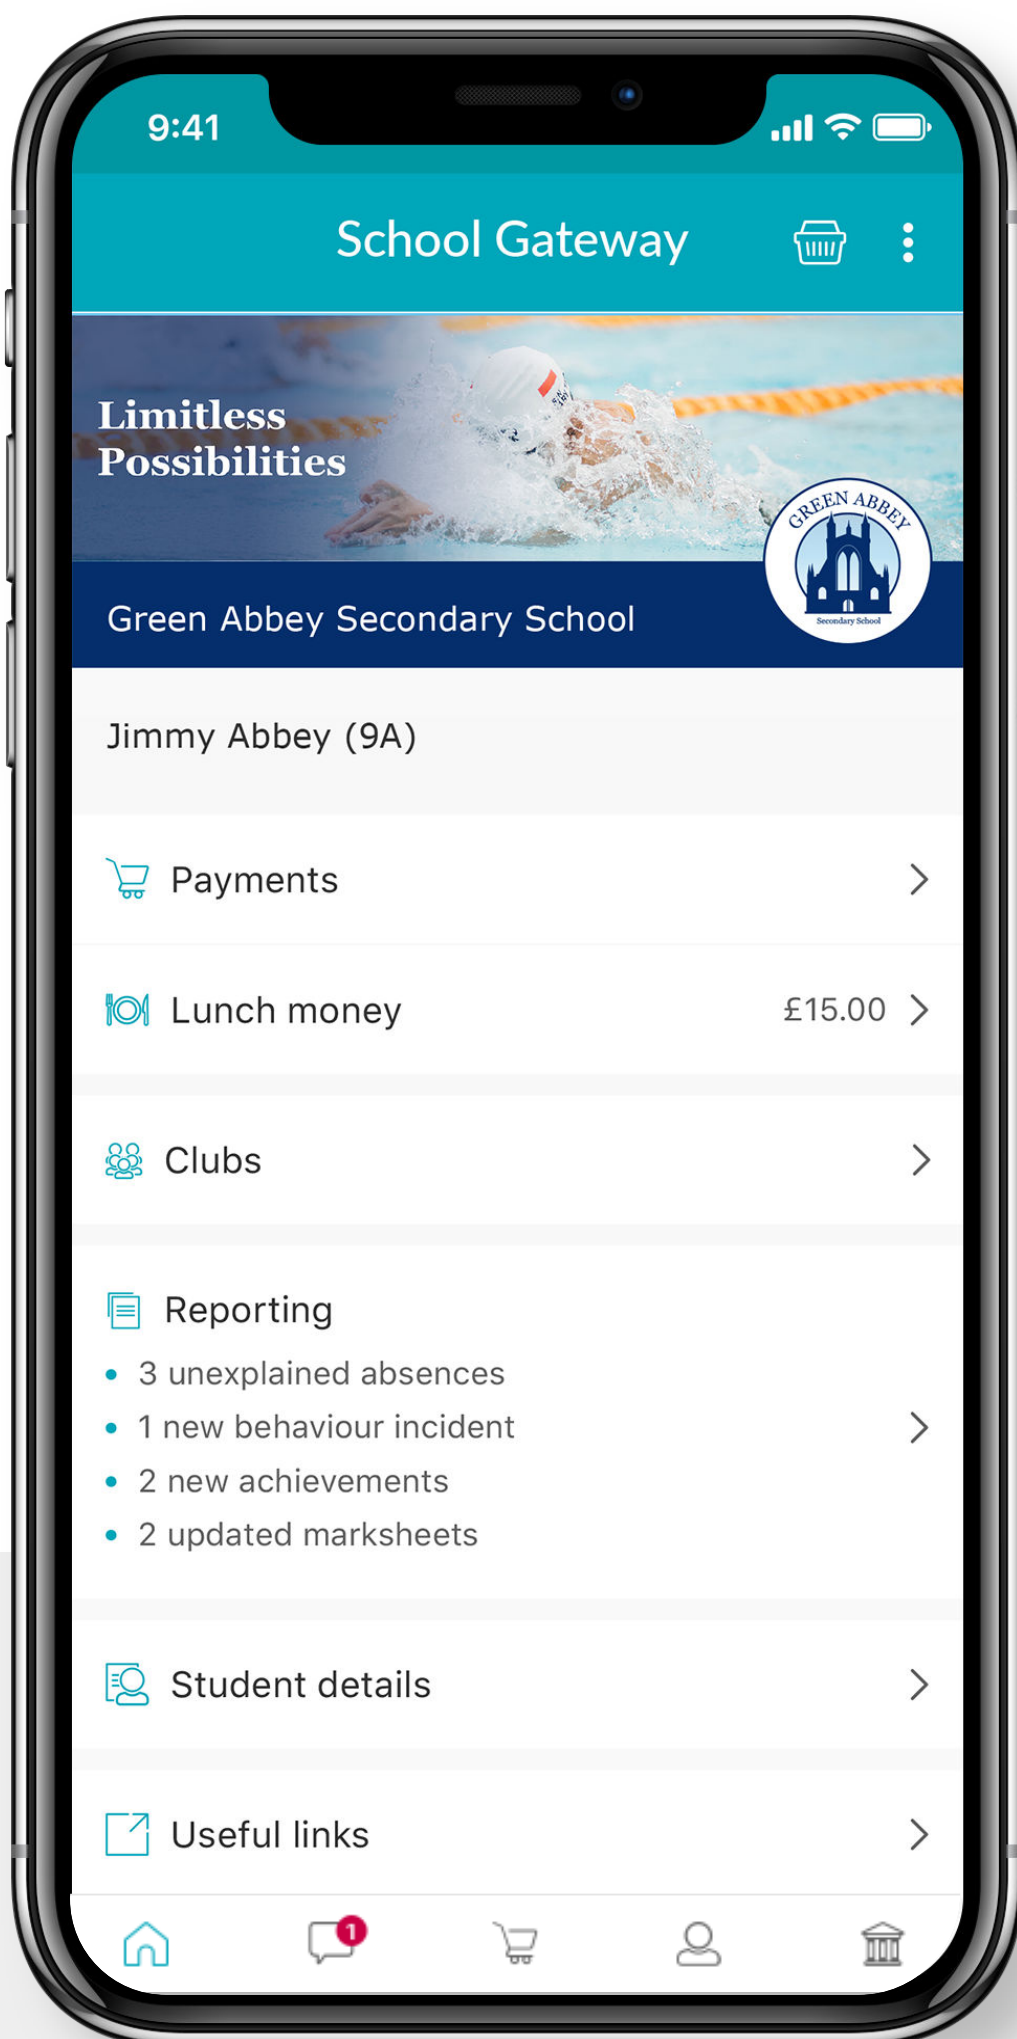 9:41
School Gateway
Limitless
Possibilities
GREEN ABBEY
Secondary School
Green Abbey Secondary School
Jimmy Abbey (9A)
Payments
Lunch money £15.00
Clubs
Reporting
• 3 unexplained absences
• 1 new behaviour incident
• 2 new achievements
• 2 updated marksheets
Student details
Useful links
1